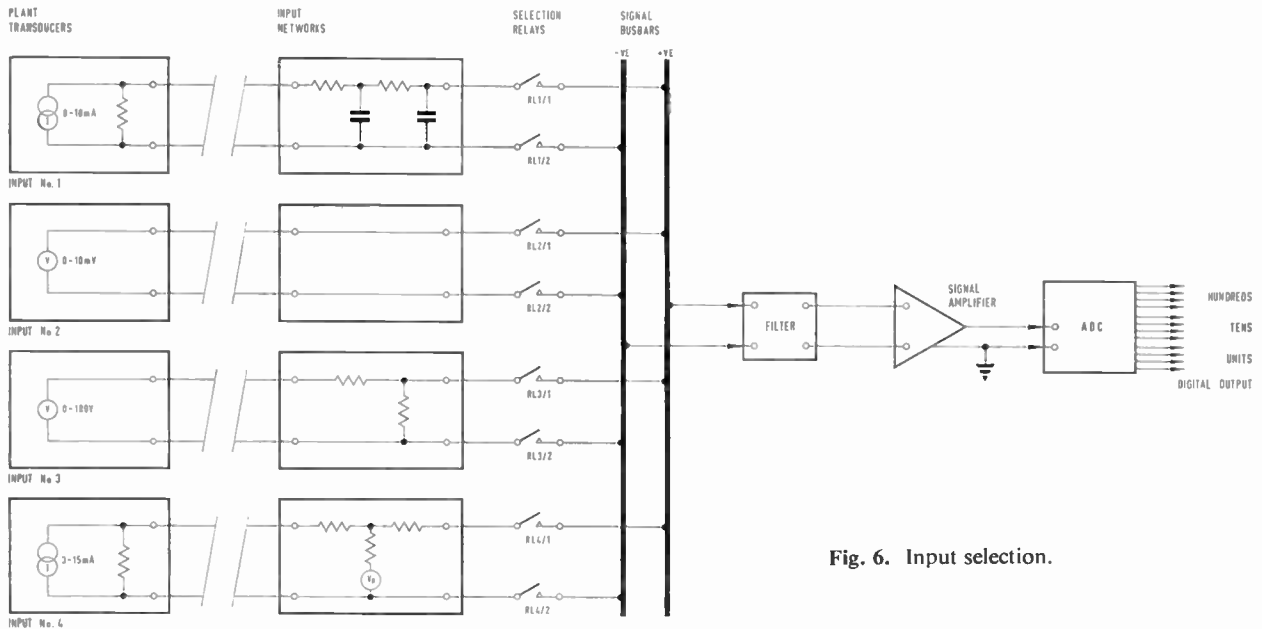 PLANT
TRANSDUCERS
INPUT
NETWORKS
SELECTION
RELAYS
SIGNAL
BUSBARS
-VE
+VE
0-10mA
RL1/1
RL1/2
INPUT No. 1
V
0-10mV
RL2/1
RL2/2
INPUT No 2
V
0-100V
RL3/1
RL3/2
INPUT No 3
RL4/1
RL4/2
INPUT No. 4
FILTER
SIGNAL
AMPLIFIER
ADC
HUNDREDS
TENS
UNITS
DIGITAL OUTPUT
Fig. 6. Input selection.